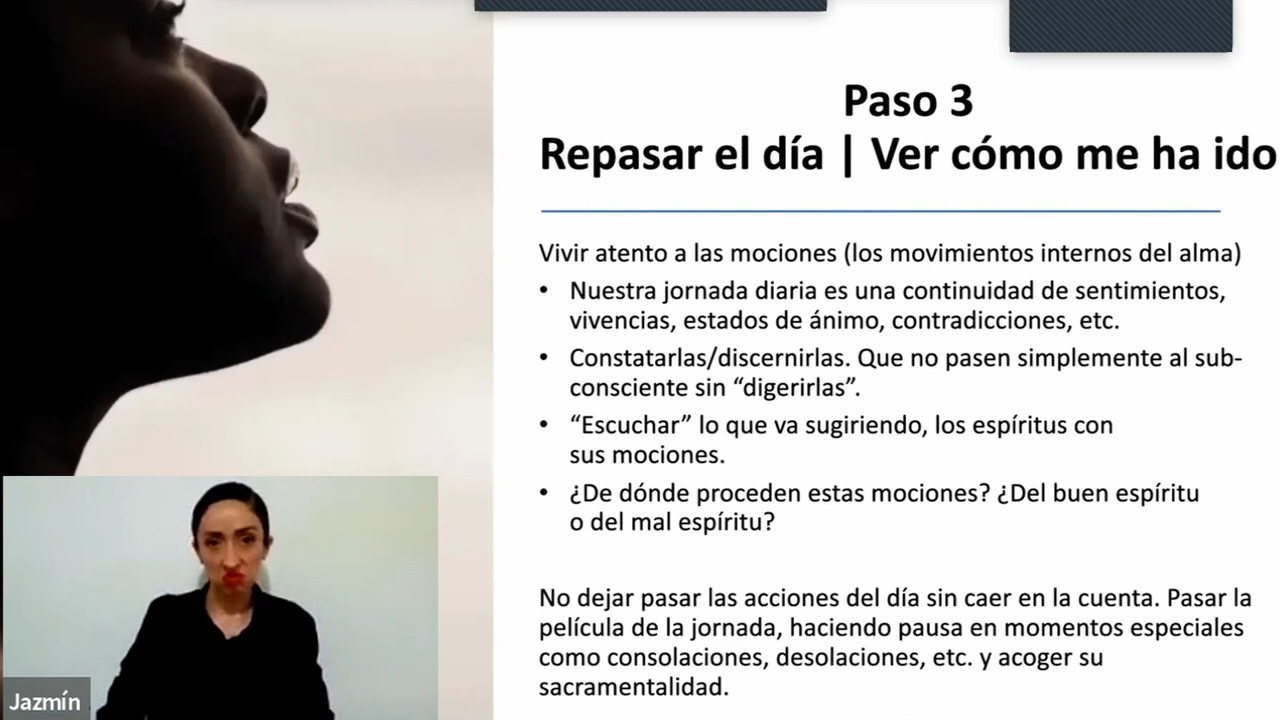 Paso 3
Repasar el día | Ver cómo me ha ido
Vivir atento a las mociones (los movimientos internos del alma)
• Nuestra jornada diaria es una continuidad de sentimientos,
vivencias, estados de ánimo, contradicciones, etc.
• Constatarlas/discernirlas. Que no pasen simplemente al sub-
consciente sin “digerirlas”.
• “Escuchar” lo que va sugiriendo, los espíritus con
sus mociones.
• ¿De dónde proceden estas mociones? ¿Del buen espíritu
o del mal espíritu?
No dejar pasar las acciones del día sin caer en la cuenta. Pasar la
película de la jornada, haciendo pausa en momentos especiales
como consolaciones, desolaciones, etc. y acoger su
sacramentalidad.
Jazmín